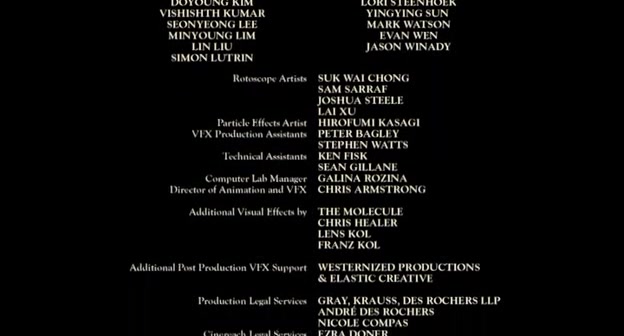 DOYOUNG KIM LORI STEENHOEK
VISHISHTH KUMAR YINGYING SUN
SEONYEONG LEE MARK WATSON
MINYOUNG LIM EVAN WEN
LIN LIU JASON WINADY
SIMON LUTRIN
Rotoscope Artists SUK WAI CHONG
SAM SARRAF
JOSHUA STEELE
LAI XU
Particle Effects Artist HIROFUMI KASAGI
VFX Production Assistants PETER BAGLEY
STEPHEN WATTS
Technical Assistants KEN FISK
SEAN GILLANE
Computer Lab Manager GALINA ROZINA
Director of Animation and VFX CHRIS ARMSTRONG
Additional Visual Effects by THE MOLECULE
CHRIS HEALER
LENS KOL
FRANZ KOL
Additional Post Production VFX Support WESTERNIZED PRODUCTIONS
& ELASTIC CREATIVE
Production Legal Services GRAY, KRAUSS, DES ROCHERS LLP
ANDRÉ DES ROCHERS
NICOLE COMPAS
Cinereach Legal Services EZRA DONER